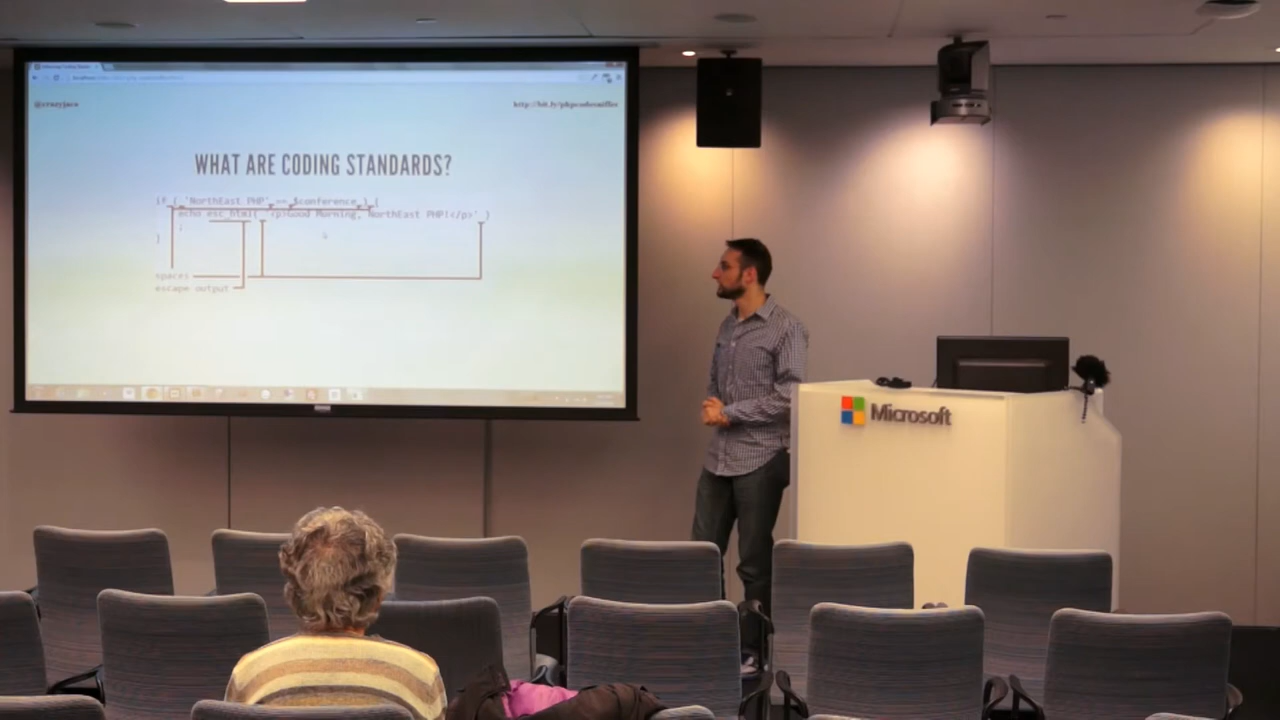 @crazyjaco
http://bit.ly/phpcodesniffer
WHAT ARE CODING STANDARDS?
if ( 'NorthEast PHP' == $conference ) {
echo esc_html( '<p>Good Morning, NorthEast PHP!</p>' )
;
}
spaces
escape output
Microsoft